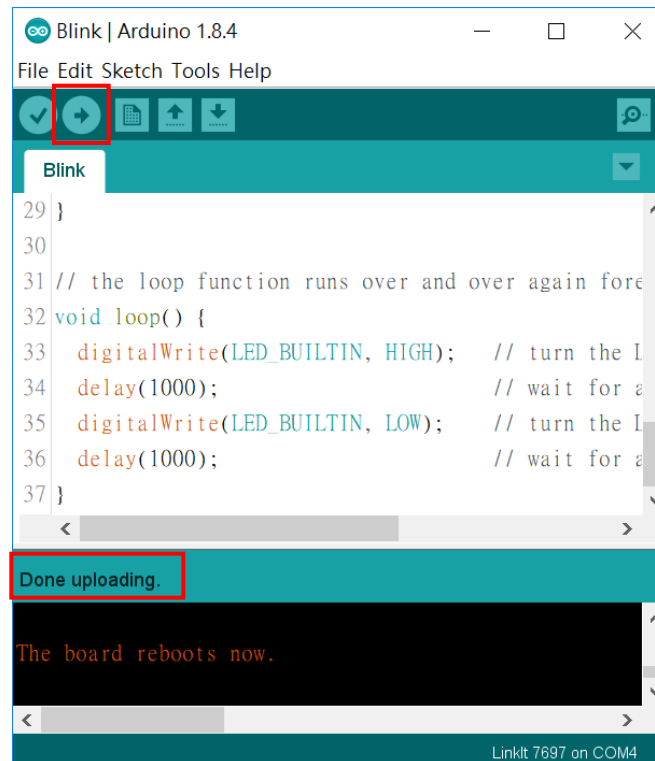 Blink | Arduino 1.8.4
File Edit Sketch Tools Help
Blink
29 }
30
31 // the loop function runs over and over again fore
32 void loop() {
33   digitalWrite(LED_BUILTIN, HIGH);   // turn the L
34   delay(1000);                       // wait for a
35   digitalWrite(LED_BUILTIN, LOW);    // turn the L
36   delay(1000);                       // wait for a
37 }
Done uploading.
The board reboots now.
LinkIt 7697 on COM4